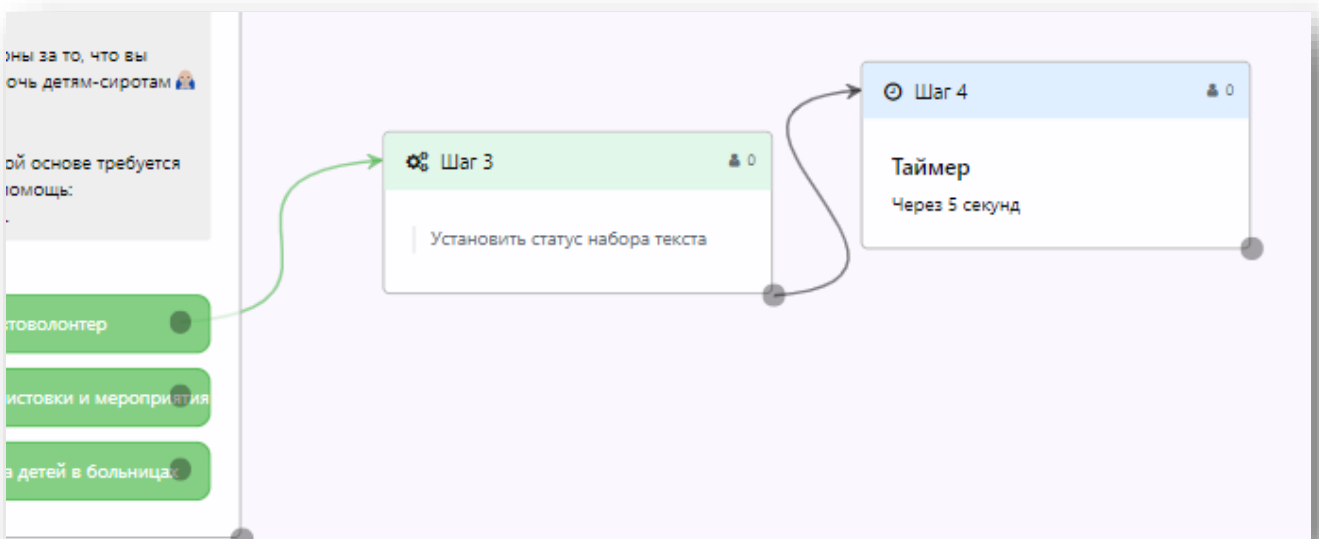 оны за то, что вы
очь детям-сиротам
ой основе требуется
помощь:
товолонтер
истовки и мероприятия
а детей в больницах
Шаг 3
0
Установить статус набора текста
Шаг 4
0
Таймер
Через 5 секунд